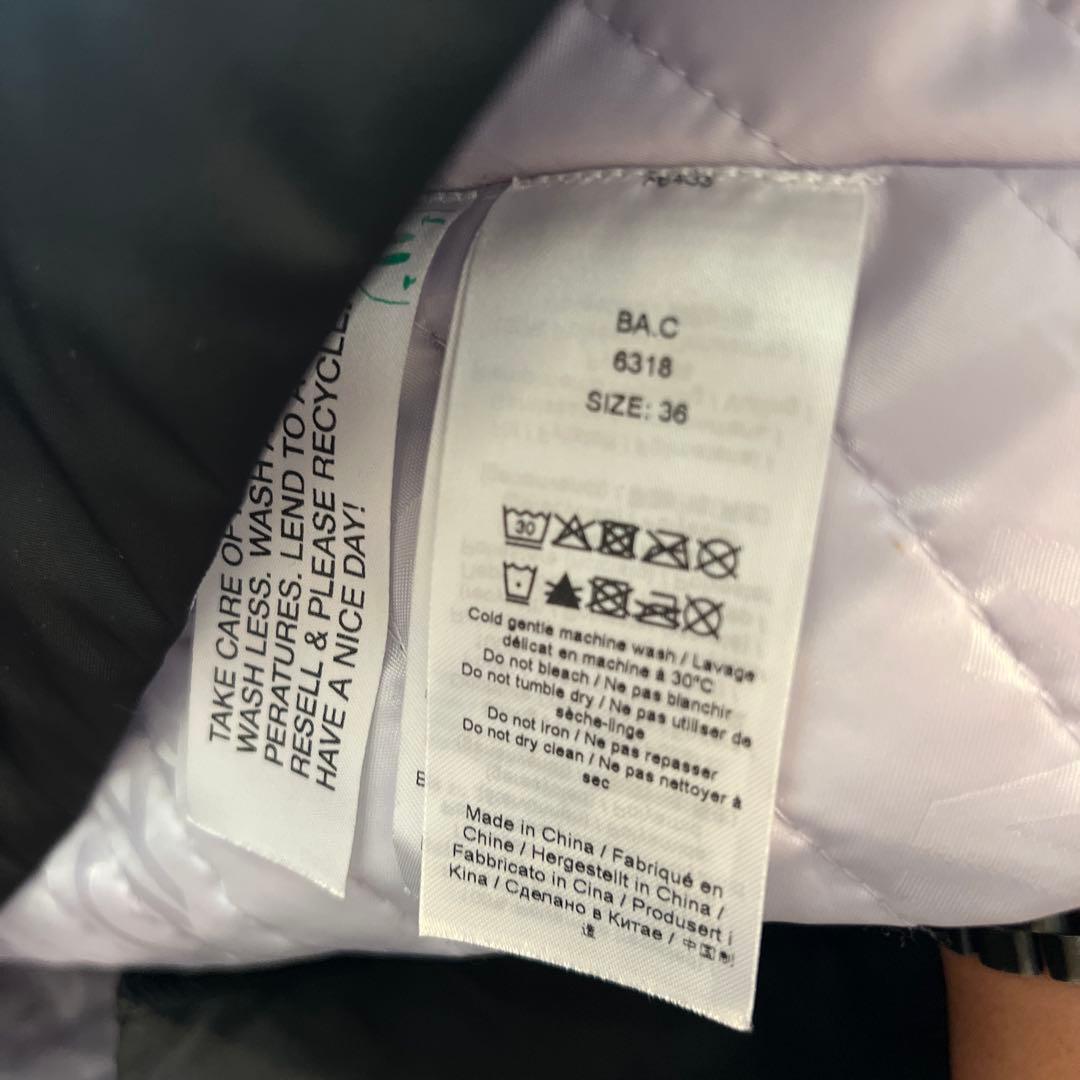 TAKE CARE OF
WASH LESS. WASH
PERATURES. LEND TO
RESELL & PLEASE RECYCLE.
HAVE A NICE DAY!
BA.C
6318
SIZE: 36
30
Cold gentle machine wash / Lavage
délicat en machine à 30°C
Do not bleach / Ne pas blanchir
Do not tumble dry / Ne pas utiliser de
sèche-linge
Do not iron / Ne pas repasser
Do not dry clean / Ne pas nettoyer à
sec
Made in China / Fabriqué en
Chine / Hergestellt in China /
Fabbricato in Cina / Produsert i
Kina / Сделано в Китае / 中国制
造